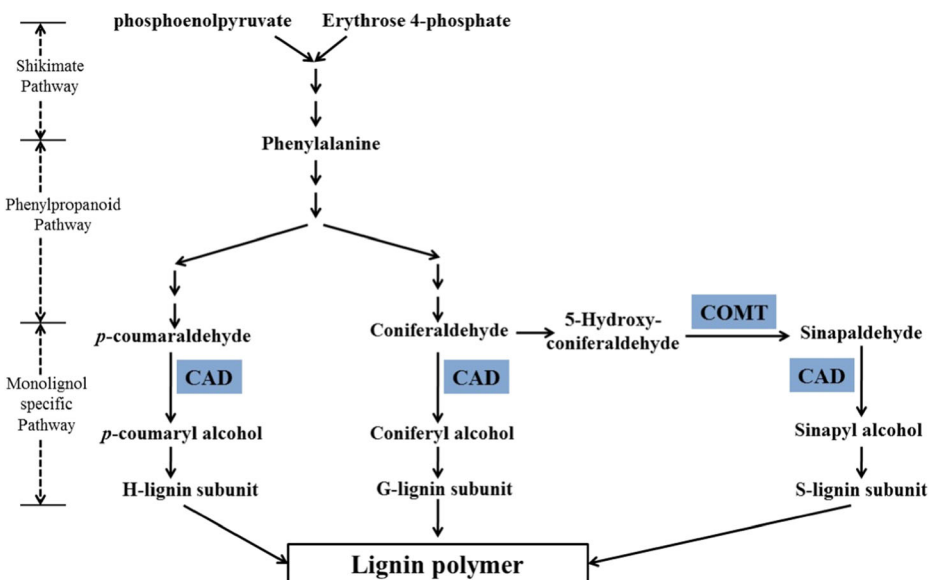 phosphoenolpyruvate Erythrose 4-phosphate
Shikimate
Pathway
Phenylalanine
Phenylpropanoid
Pathway
p-coumaraldehyde
Coniferaldehyde
5-Hydroxy-
coniferaldehyde
COMT
Sinapaldehyde
Monolignol
specific
Pathway
CAD
CAD
CAD
p-coumaryl alcohol
Coniferyl alcohol
Sinapyl alcohol
H-lignin subunit
G-lignin subunit
S-lignin subunit
Lignin polymer